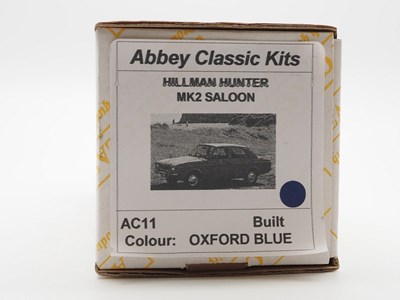 Abbey Classic Kits
HILLMAN HUNTER
MK2 SALOON
AC11 Built
Colour: OXFORD BLUE